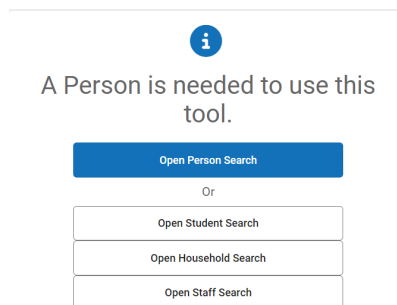 A Person is needed to use this
tool.
Open Person Search
Or
Open Student Search
Open Household Search
Open Staff Search